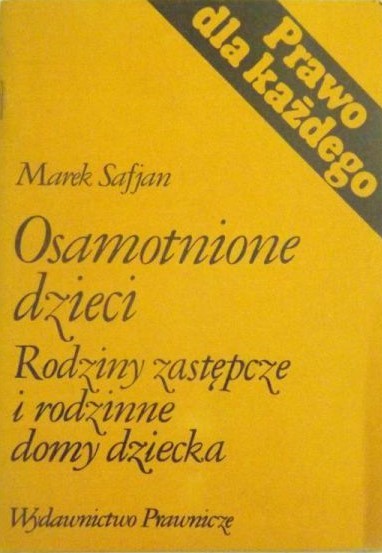 Prawo
dla każdego
Marek Safjan
Osamotnione
dzieci
Rodziny zastępcze
i rodzinne
domy dziecka
Wydawnictwo Prawnicze